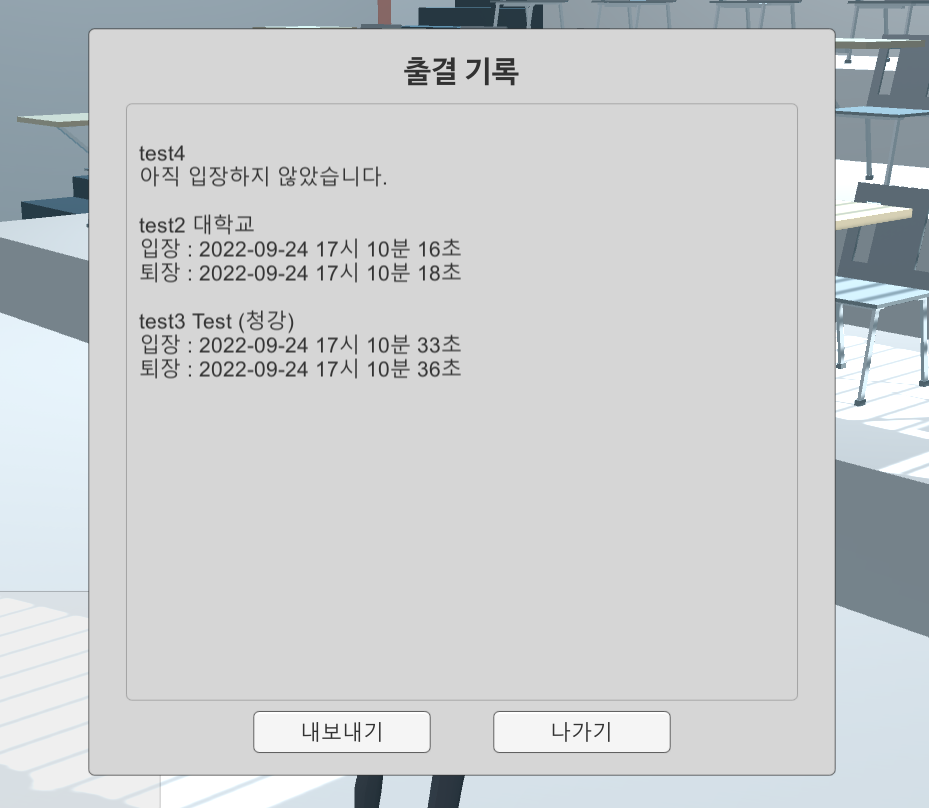 출결 기록
test4
아직 입장하지 않았습니다.
test2 대학교
입장 : 2022-09-24 17시 10분 16초
퇴장 : 2022-09-24 17시 10분 18초
test3 Test (청강)
입장 : 2022-09-24 17시 10분 33초
퇴장 : 2022-09-24 17시 10분 36초
내보내기
나가기